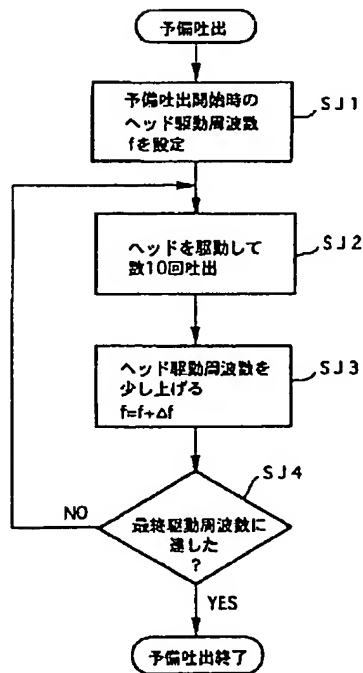 予備吐出
予備吐出開始時の
ヘッド駆動周波数
fを設定
SJ1
ヘッドを駆動して
数10回吐出
SJ2
ヘッド駆動周波数を
少し上げる
f=f+Δf
SJ3
SJ4
最終駆動周波数に
達した
?
NO
YES
予備吐出終了